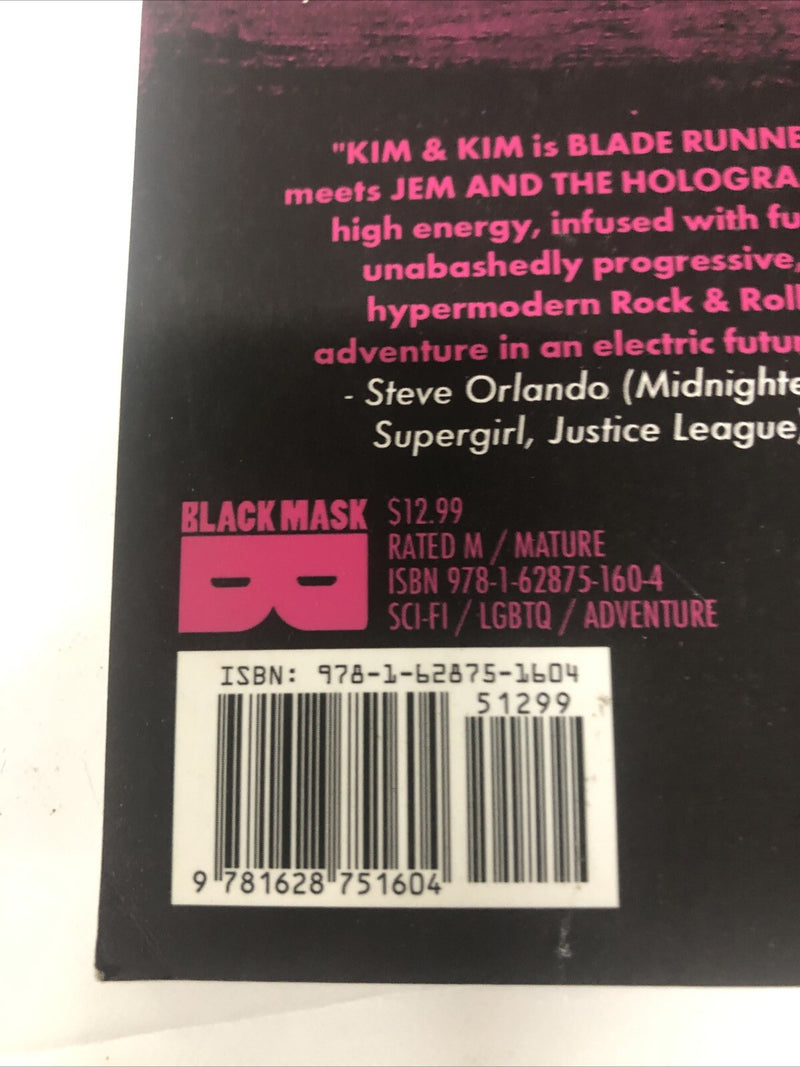 "KIM & KIM is BLADE RUNNE
meets JEM AND THE HOLOGRA
high energy, infused with fu
unabashedly progressive,
hypermodern Rock & Roll
adventure in an electric futur
- Steve Orlando (Midnighte
Supergirl, Justice League,
BLACK MASK
$12.99
RATED M / MATURE
ISBN 978-1-62875-160-4
SCI-FI / LGBTQ / ADVENTURE
ISBN: 978-1-62875-1604
51299
9 781628 751604